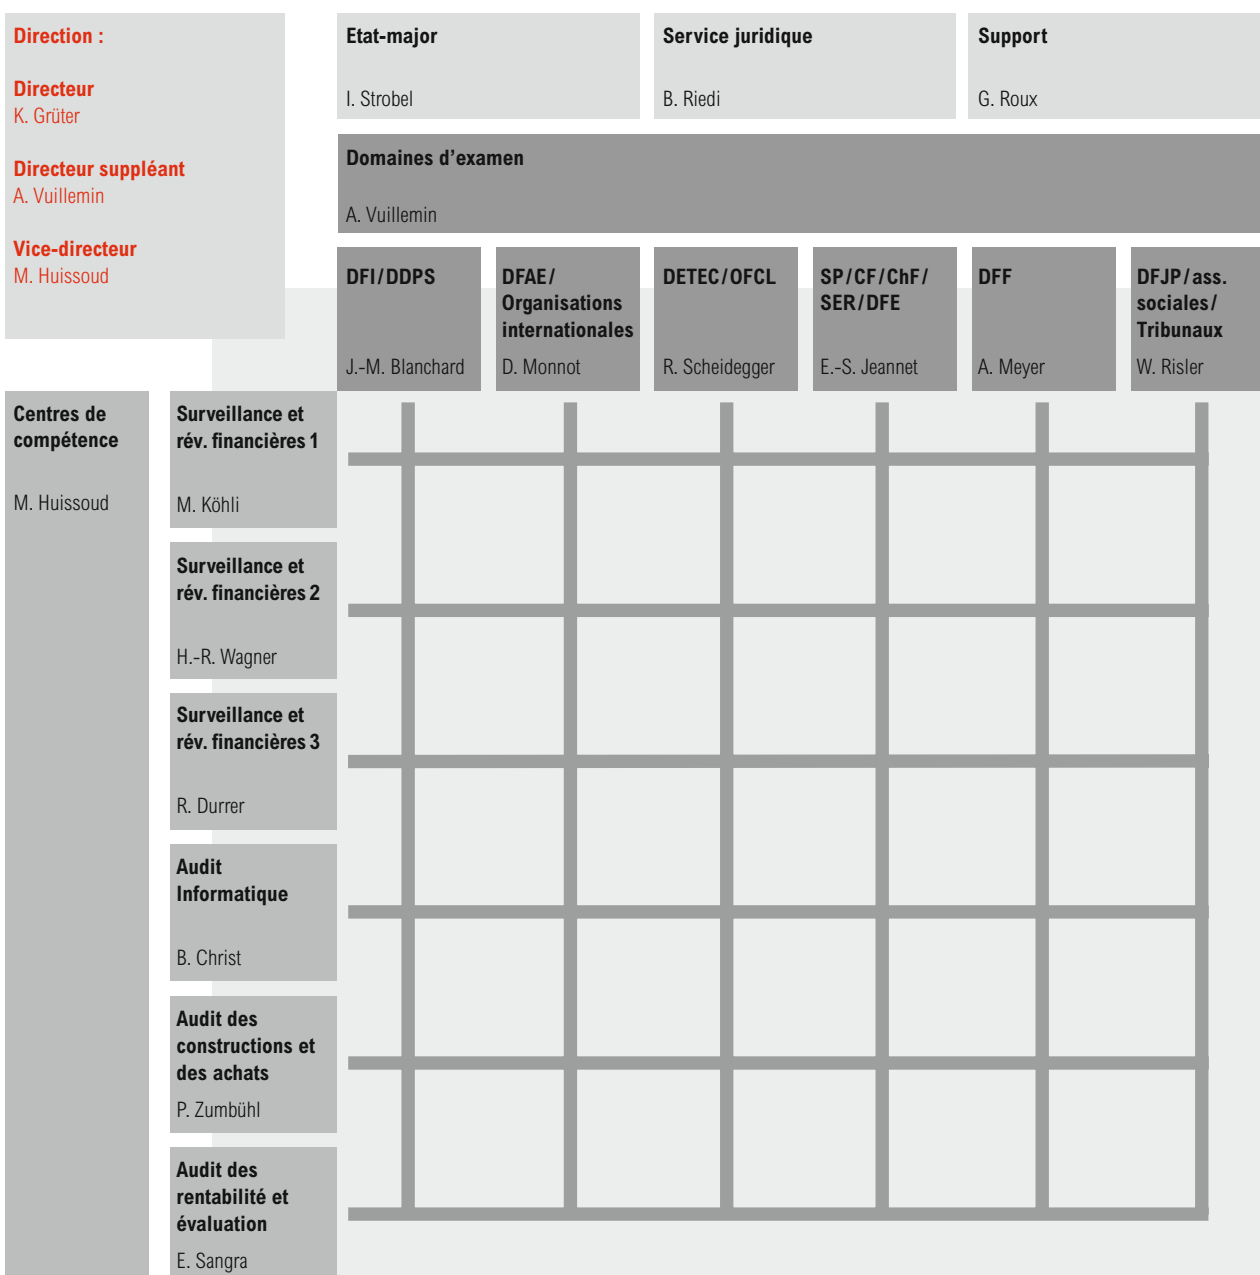 Direction :
Directeur
K. Grüter
Directeur suppléant
A. Vuillemin
Vice-directeur
M. Huissoud
Etat-major
I. Strobel
Service juridique
B. Riedi
Support
G. Roux
Domaines d’examen
A. Vuillemin
DFI/DDPS
J.-M. Blanchard
DFAE/
Organisations
internationales
D. Monnot
DETEC/OFCL
R. Scheidegger
SP/CF/ChF/
SER/DFE
E.-S. Jeannet
DFF
A. Meyer
DFJP/ass.
sociales/
Tribunaux
W. Risler
Centres de
compétence
M. Huissoud
Surveillance et
rév. financières 1
M. Köhli
Surveillance et
rév. financières 2
H.-R. Wagner
Surveillance et
rév. financières 3
R. Durrer
Audit
Informatique
B. Christ
Audit des
constructions et
des achats
P. Zumbühl
Audit des
rentabilité et
évaluation
E. Sangra